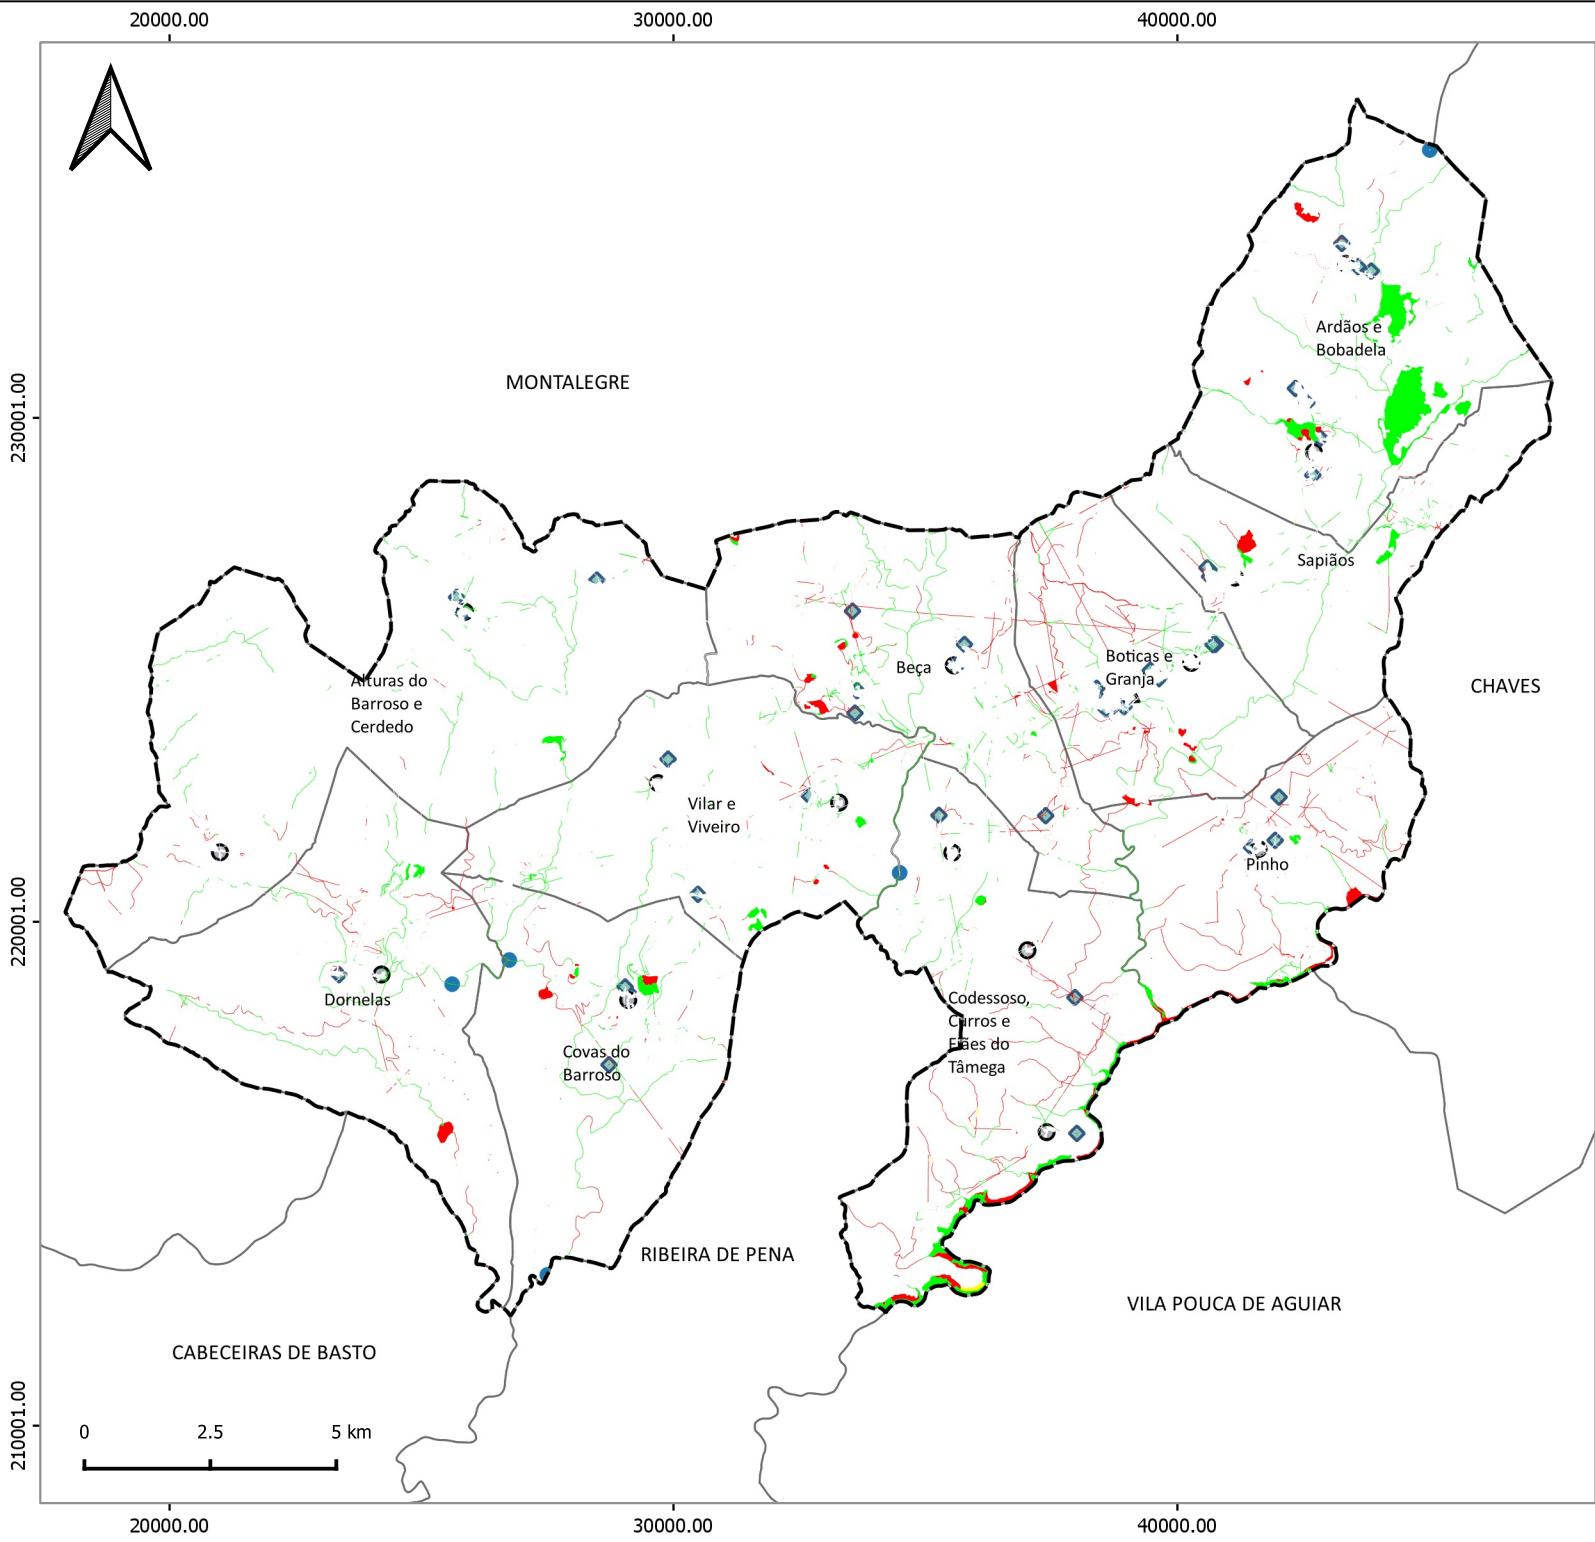 20000.00
30000.00
40000.00
230001.00
220001.00
210001.00
Ardãos e
Bobadela
MONTALEGRE
Sapiãos
Boticas e
Granja
Beça
CHAVES
Alturas do
Barroso e
Cerdedo
Vilar e
Viveiro
Pinho
Dornelas
Codessoso,
Curros e
Fiães do
Tâmega
Covas do
Barroso
RIBEIRA DE PENA
VILA POUCA DE AGUIAR
CABECEIRAS DE BASTO
0 2.5 5 km
20000.00
30000.00
40000.00